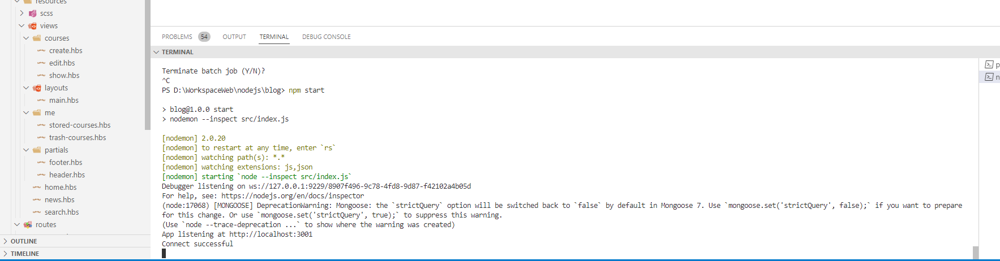 resources
scss
views
courses
create.hbs
edit.hbs
show.hbs
layouts
main.hbs
me
stored-courses.hbs
trash-courses.hbs
partials
footer.hbs
header.hbs
home.hbs
news.hbs
search.hbs
routes
OUTLINE
TIMELINE
PROBLEMS 54 OUTPUT TERMINAL DEBUG CONSOLE
TERMINAL
Terminate batch job (Y/N)?
^C
PS D:\WorkspaceWeb\nodejs\blog> npm start
> blog@1.0.0 start
> nodemon --inspect src/index.js
[nodemon] 2.0.20
[nodemon] to restart at any time, enter `rs`
[nodemon] watching path(s): *.*
[nodemon] watching extensions: js,json
[nodemon] starting `node --inspect src/index.js`
Debugger listening on ws://127.0.0.1:9229/8907f496-9c78-4fd8-9d87-f42102a4b05d
For help, see: https://nodejs.org/en/docs/inspector
(node:17068) [MONGOOSE] DeprecationWarning: Mongoose: the `strictQuery` option will be switched back to `false` by default in Mongoose 7. Use `mongoose.set('strictQuery', false);` if you want to prepare
for this change. Or use `mongoose.set('strictQuery', true);` to suppress this warning.
(Use `node --trace-deprecation ...` to show where the warning was created)
App listening at http://localhost:3001
Connect successful
p
n